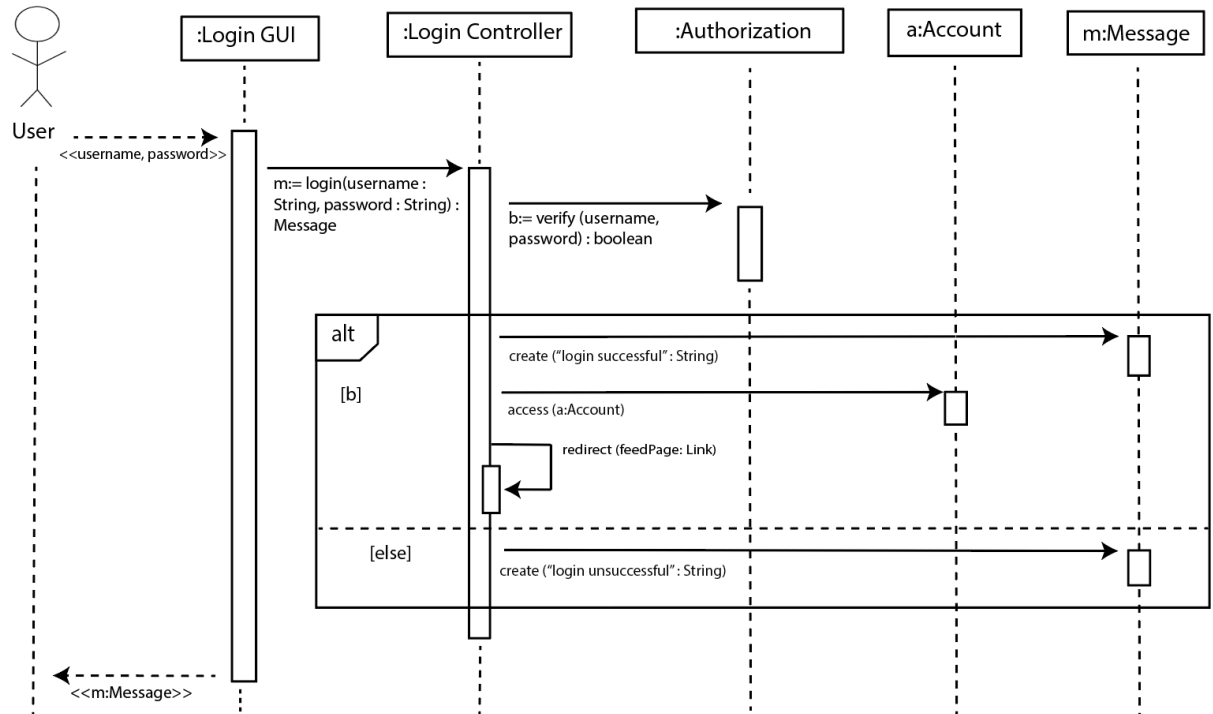 :Login GUI
:Login Controller
:Authorization
a:Account
m:Message
User
<<username, password>>
m:= login(username :
String, password : String) :
Message
b:= verify (username,
password) : boolean
alt
create (“login successful” : String)
[b]
access (a:Account)
redirect (feedPage: Link)
[else]
create (“login unsuccessful” : String)
<<m:Message>>